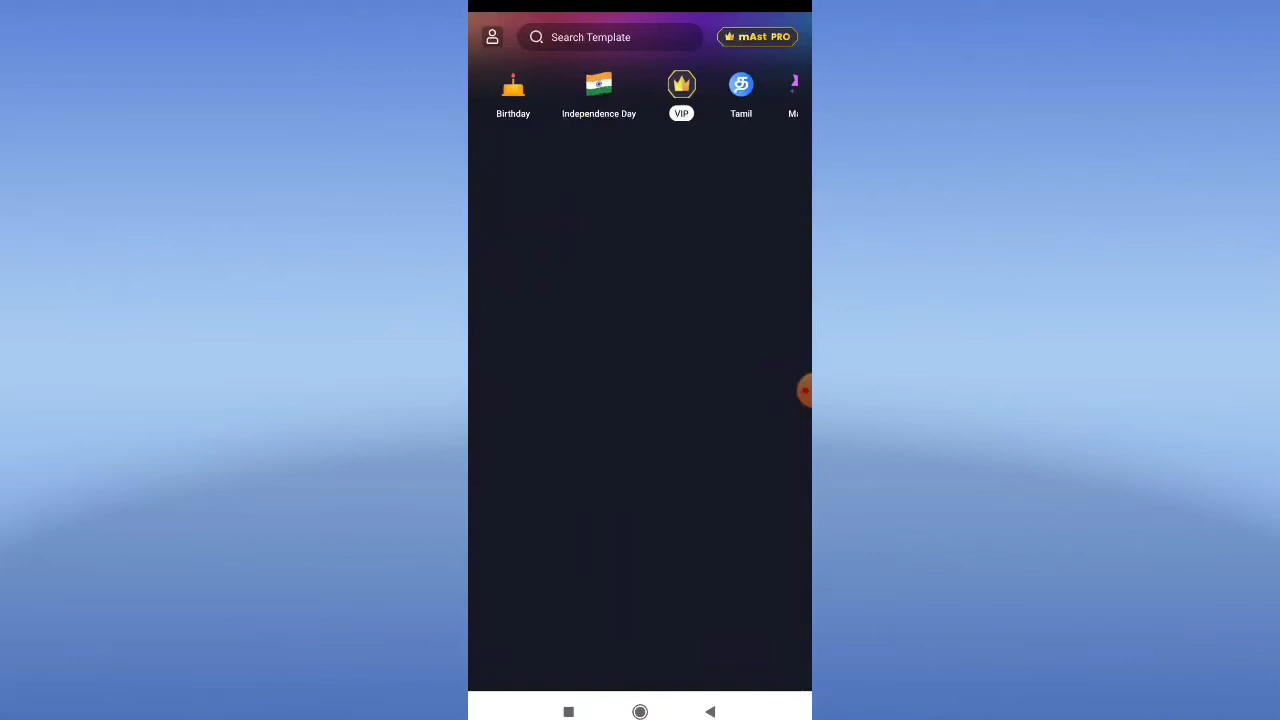 Search Template
mAst PRO
Birthday
Independence Day
VIP
த
Tamil